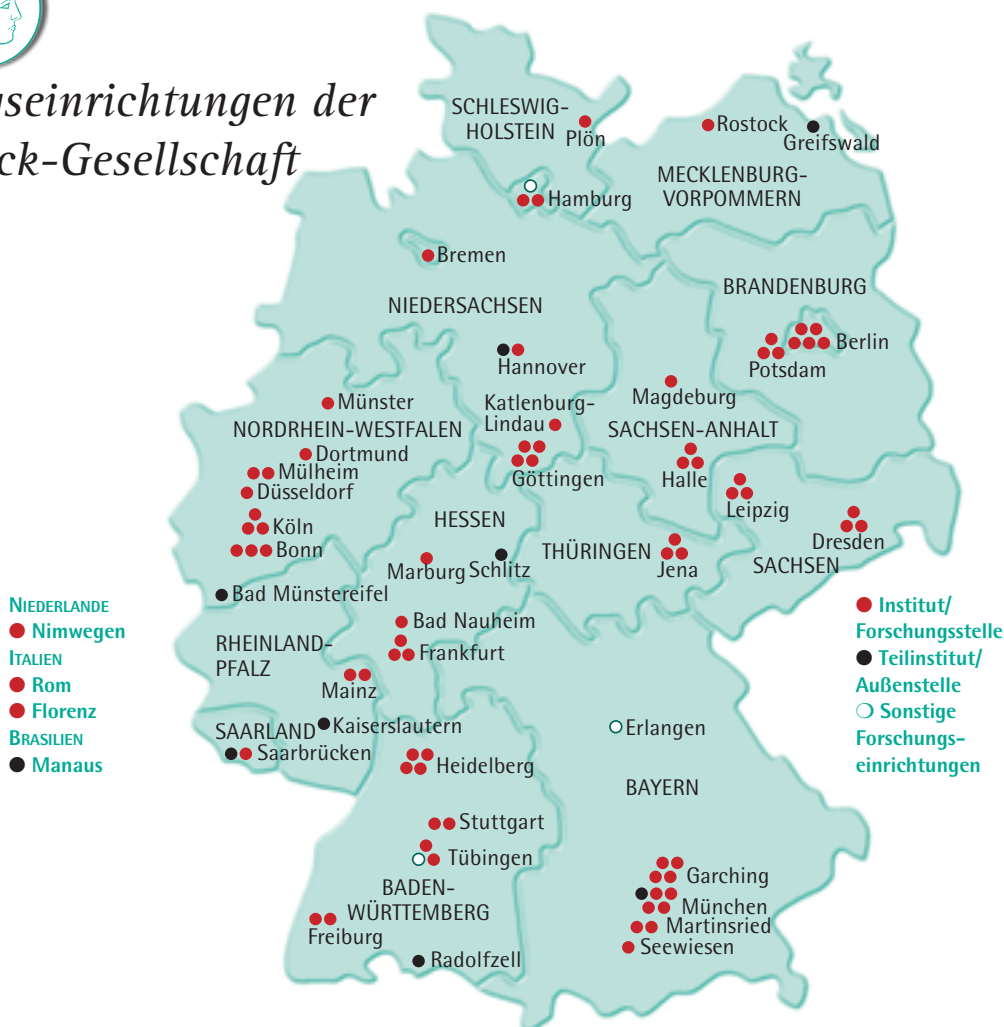 seinrichtungen der
ck-Gesellschaft
SCHLESWIG-
HOLSTEIN
Plön
Rostock
Greifswald
MECKLENBURG-
VORPOMMERN
Hamburg
Bremen
NIEDERSACHSEN
BRANDENBURG
Berlin
Potsdam
Hannover
Magdeburg
Münster
Katlenburg-
Lindau
NORDRHEIN-WESTFALEN
SACHSEN-ANHALT
Dortmund
Mülheim
Düsseldorf
Göttingen
Halle
Leipzig
Köln
Bonn
HESSEN
THÜRINGEN
Dresden
SACHSEN
Marburg
Schlitz
Jena
Bad Münstereifel
Bad Nauheim
RHEINLAND-
PFALZ
Frankfurt
Mainz
SAARLAND
Kaiserslautern
Saarbrücken
Erlangen
Heidelberg
BAYERN
Stuttgart
Tübingen
BADEN-
WÜRTTEMBERG
Freiburg
Radolfzell
Garching
München
Martinsried
Seewiesen
NIEDERLANDE
Nimwegen
ITALIEN
Rom
Florenz
BRASILIEN
Manaus
Institut/
Forschungsstelle
Teilinstitut/
Außenstelle
Sonstige
Forschungs-
einrichtungen